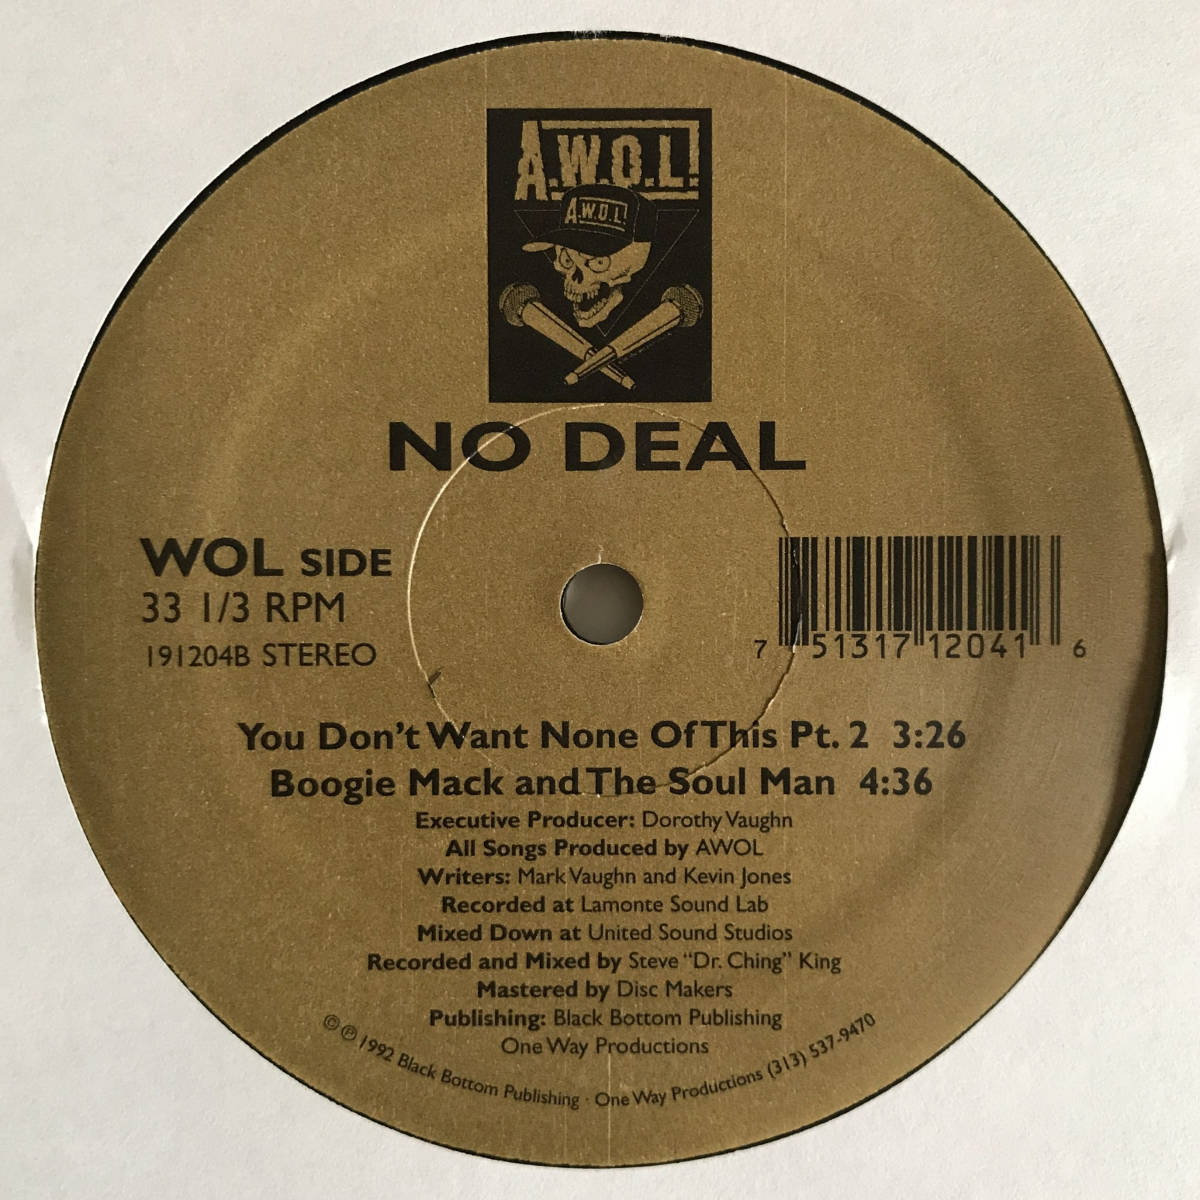 A.W.O.L!
A.W.O.L!
NO DEAL
WOL SIDE
33 1/3 RPM
191204B STEREO
7 51317 12041 6
You Don't Want None Of This Pt. 2 3:26
Boogie Mack and The Soul Man 4:36
Executive Producer: Dorothy Vaughn
All Songs Produced by AWOL
Writers: Mark Vaughn and Kevin Jones
Recorded at Lamonte Sound Lab
Mixed Down at United Sound Studios
Recorded and Mixed by Steve "Dr. Ching" King
Mastered by Disc Makers
Publishing: Black Bottom Publishing
One Way Productions
© ℗ 1992 Black Bottom Publishing · One Way Productions (313) 537-9470